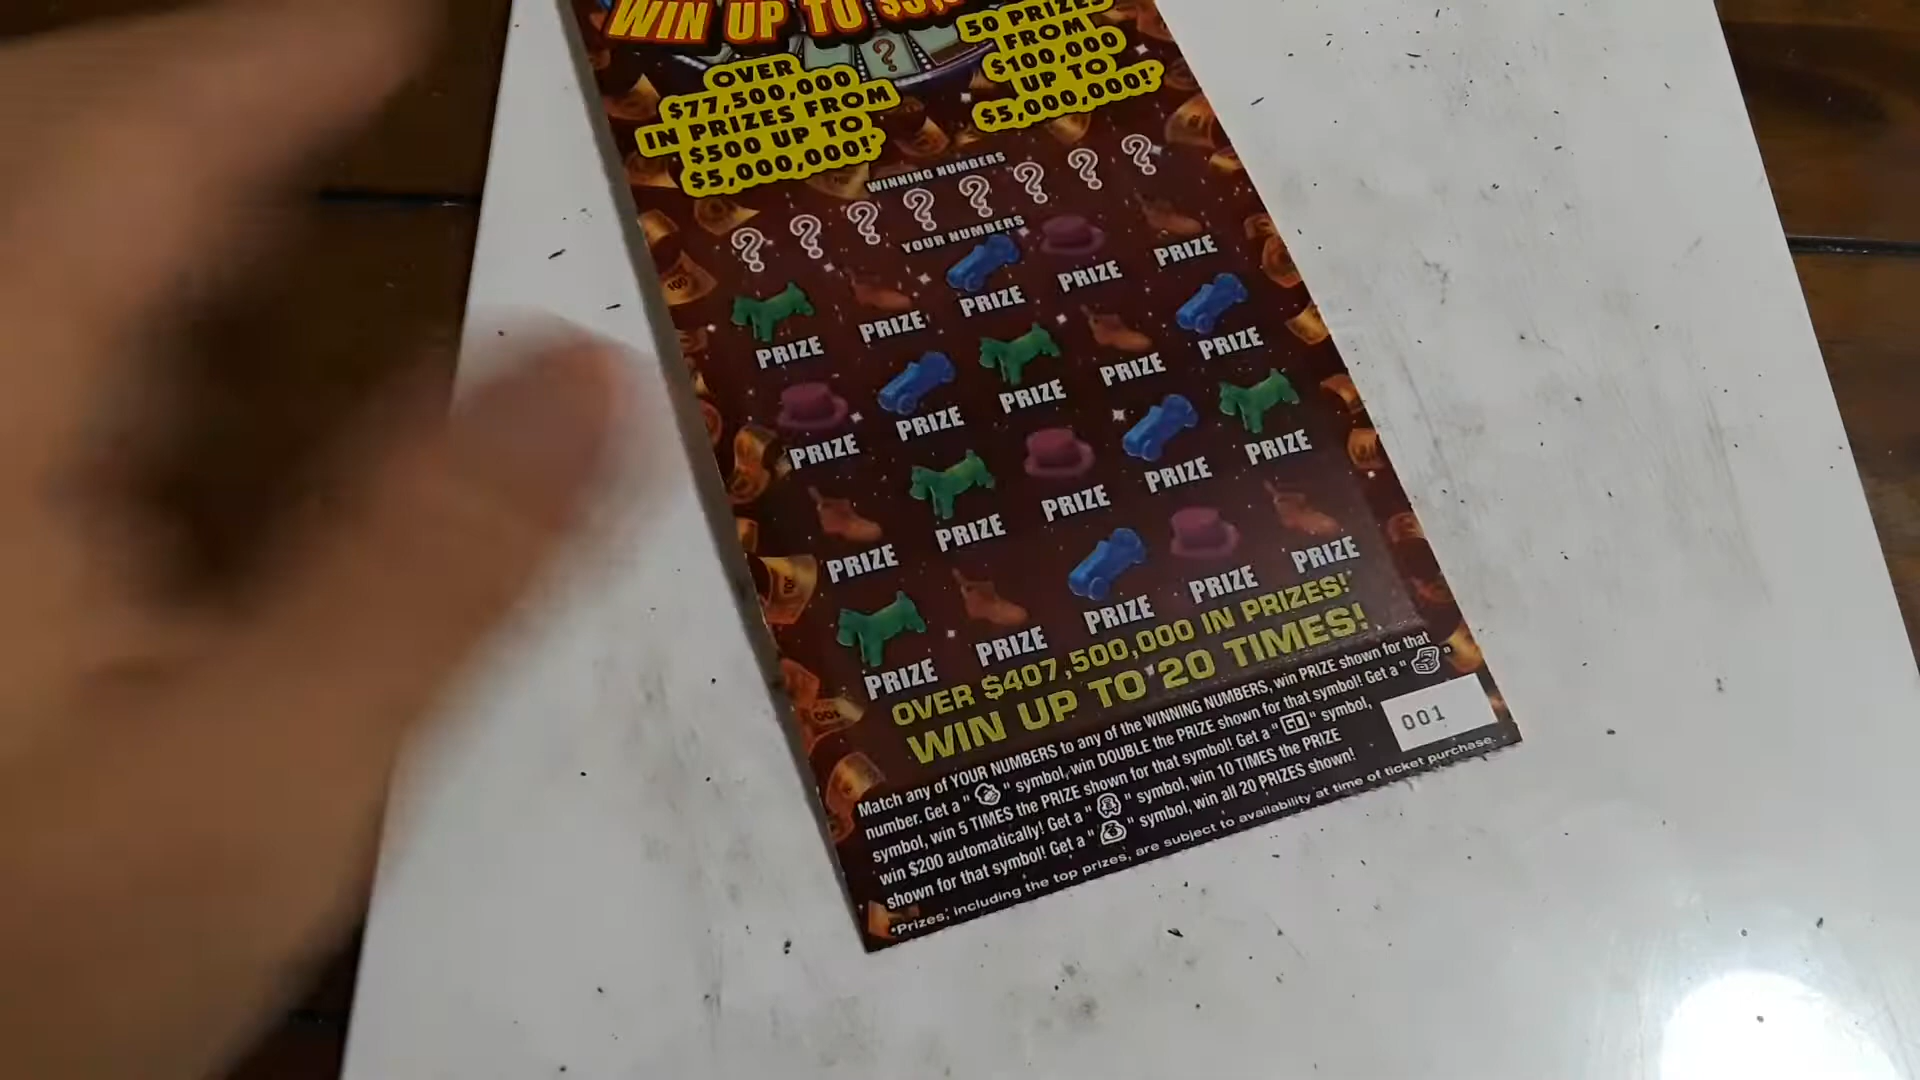 WIN UP TO $5,
OVER
$77,500,000
IN PRIZES FROM
$500 UP TO
$5,000,000!*
50 PRIZES
FROM
$100,000
UP TO
$5,000,000!*
WINNING NUMBERS
? ? ? ? ? ? ? ?
YOUR NUMBERS
PRIZE PRIZE PRIZE PRIZE PRIZE
PRIZE PRIZE PRIZE PRIZE PRIZE
PRIZE PRIZE PRIZE PRIZE PRIZE
PRIZE PRIZE PRIZE PRIZE PRIZE
OVER $407,500,000 IN PRIZES!*
WIN UP TO 20 TIMES!
Match any of YOUR NUMBERS to any of the WINNING NUMBERS, win PRIZE shown for that
number. Get a " " symbol, win DOUBLE the PRIZE shown for that symbol! Get a " "
symbol, win 5 TIMES the PRIZE shown for that symbol! Get a "GO" symbol,
win $200 automatically! Get a " " symbol, win 10 TIMES the PRIZE
shown for that symbol! Get a " " symbol, win all 20 PRIZES shown!
*Prizes, including the top prizes, are subject to availability at time of ticket purchase.
001